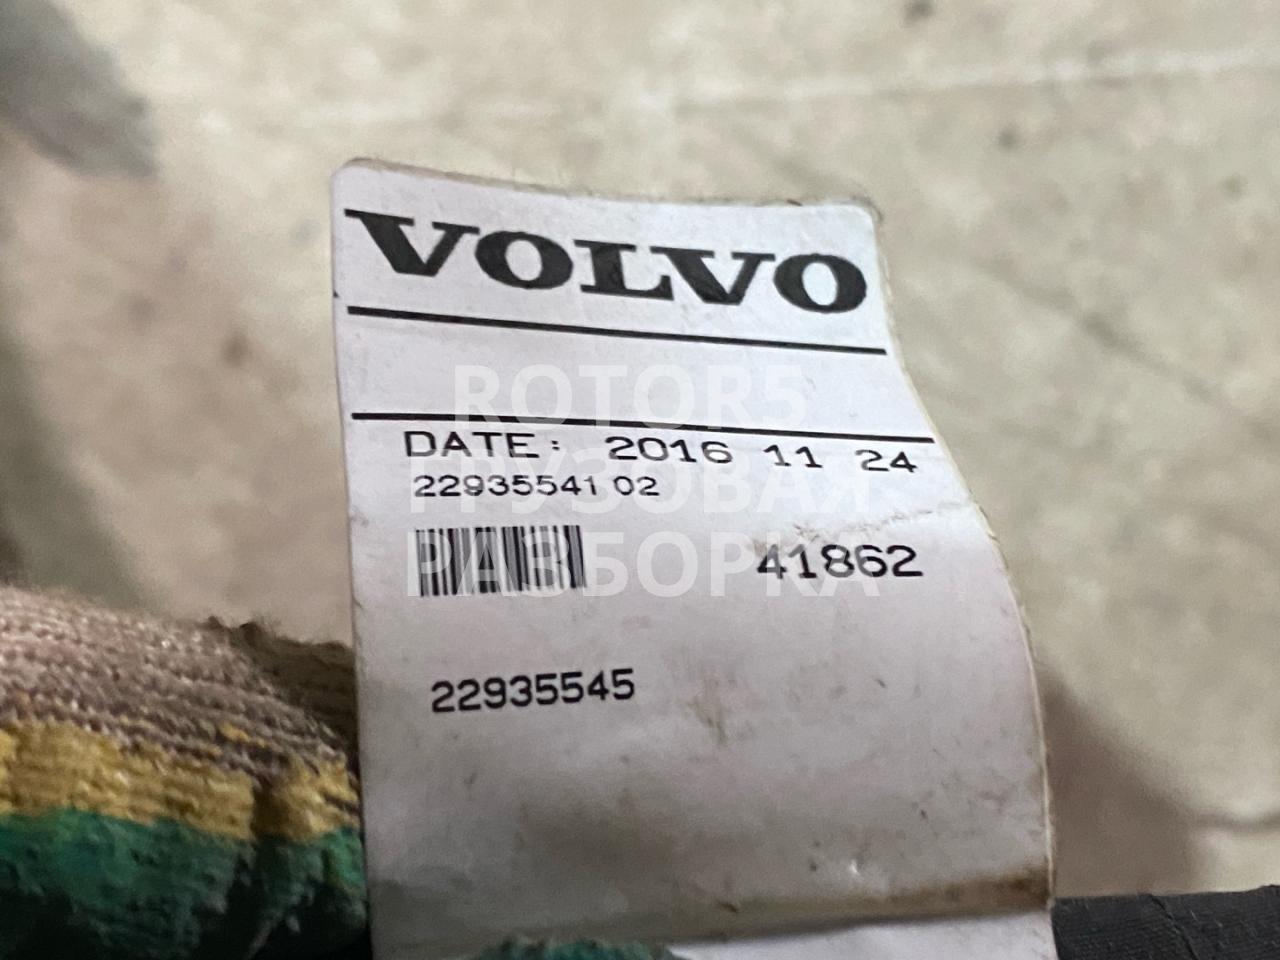 VOLVO
ROTOR5
DATE: 2016 11 24
22935541 02
ГРУЗОВАЯ
РАЗБОРКА
41862
22935545